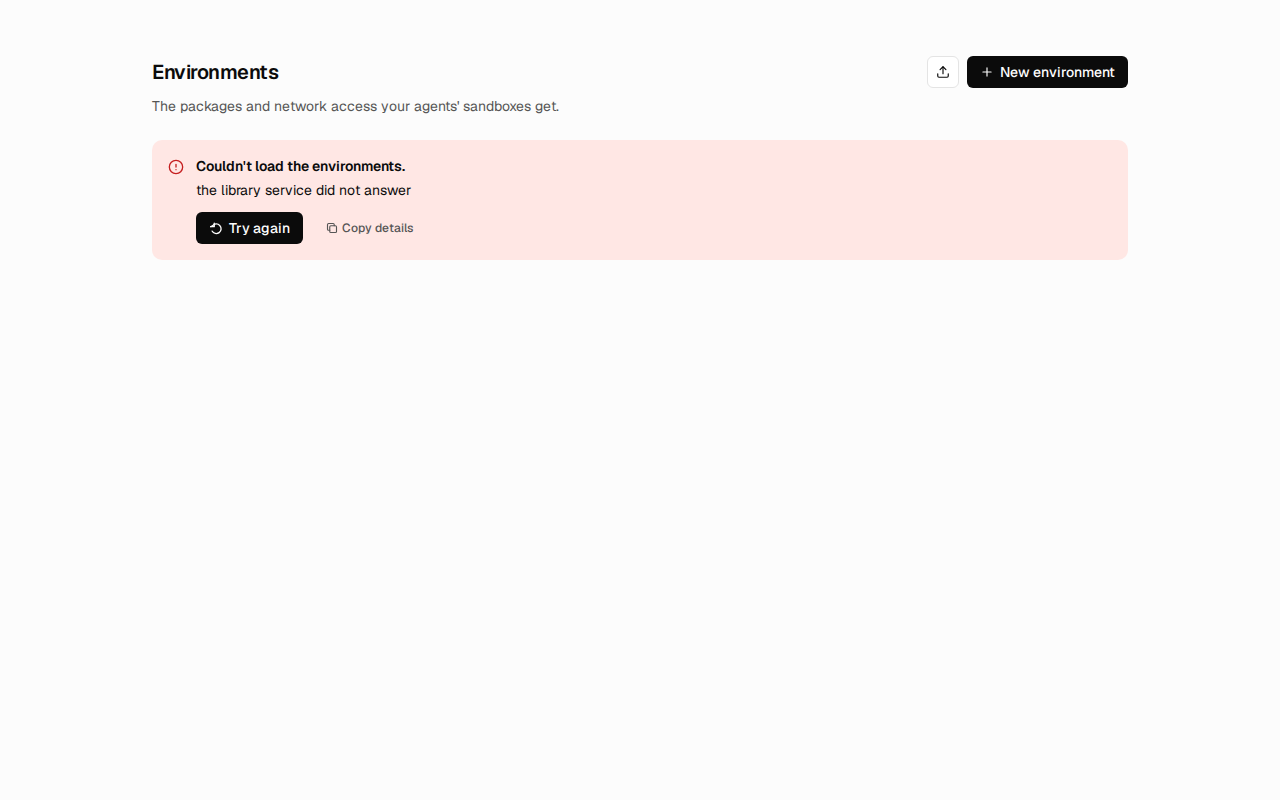 Environments
New environment
The packages and network access your agents' sandboxes get.
Couldn't load the environments.
the library service did not answer
Try again
Copy details